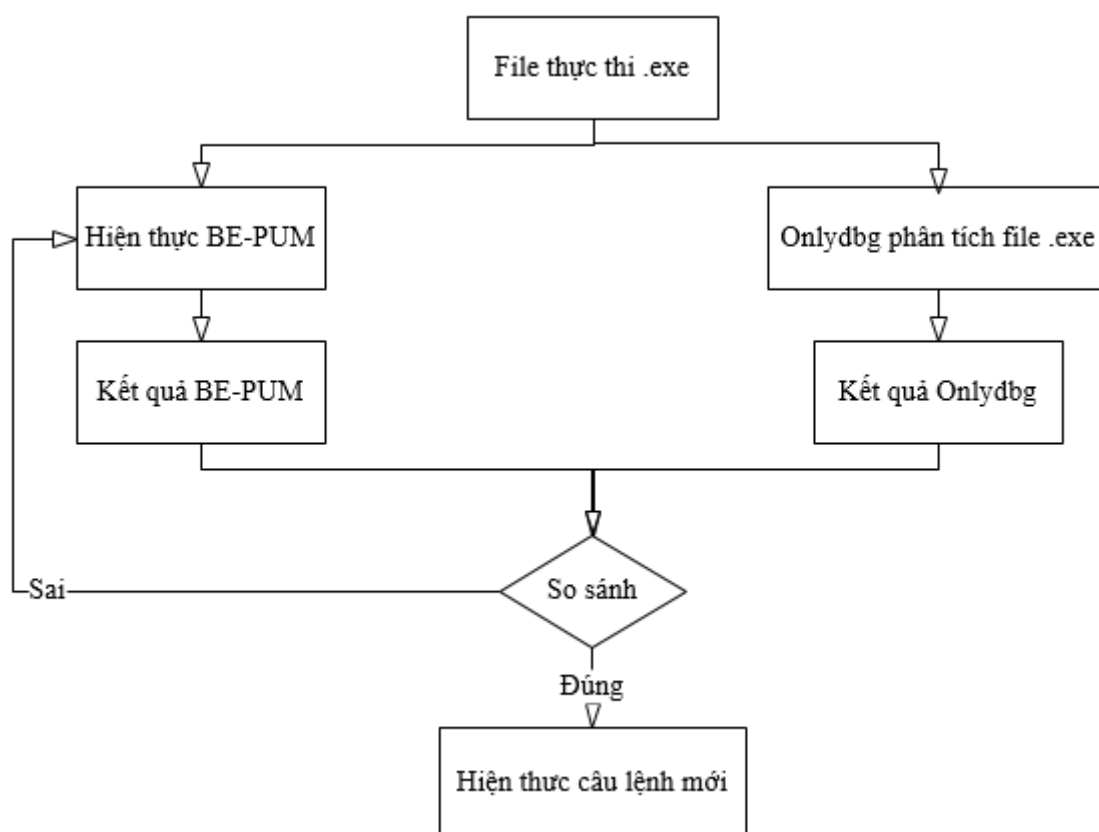 File thực thi .exe
Hiện thực BE-PUM
Onlydbg phân tích file .exe
Kết quả BE-PUM
Kết quả Onlydbg
So sánh
Sai
Đúng
Hiện thưc câu lệnh mới